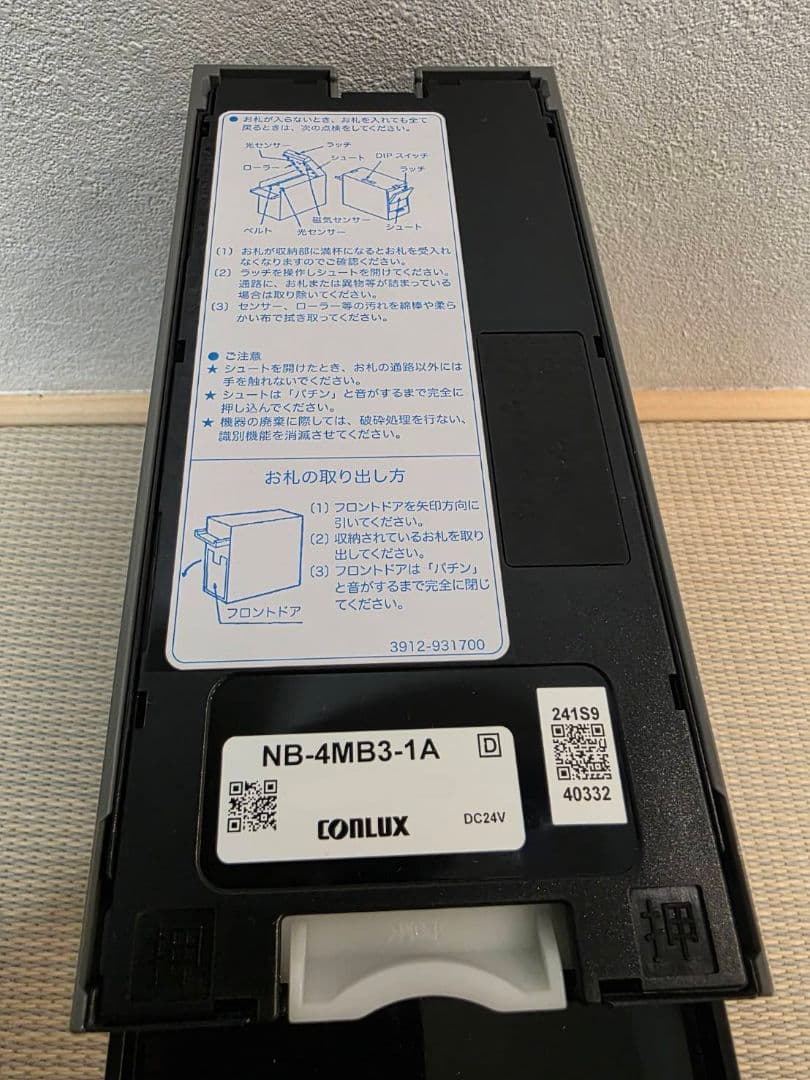 ● お札が入らないとき、お札を入れても全て
戻るときは、次の点検をしてください。
光センサー
ラッチ
ローラー
シュート
DIP スイッチ
ラッチ
磁気センサー
ベルト
光センサー
シュート
(1) お札が収納部に満杯になるとお札を受入れ
なくなりますのでご確認ください。
(2) ラッチを操作しシュートを開けてください。
通路に、お札または異物等が詰まっている
場合は取り除いてください。
(3) センサー、ローラー等の汚れを綿棒や柔ら
かい布で拭き取ってください。
● ご注意
★ シュートを開けたとき、お札の通路以外には
手を触れないでください。
★ シュートは「パチン」と音がするまで完全に
押し込んでください。
★ 機器の廃棄に際しては、破砕処理を行ない、
識別機能を消滅させてください。
お札の取り出し方
(1) フロントドアを矢印方向に
引いてください。
(2) 収納されているお札を取り
出してください。
(3) フロントドアは「パチン」
と音がするまで完全に閉じ
てください。
フロントドア
3912-931700
NB-4MB3-1A
D
CONLUX
DC24V
241S9
40332
押
押